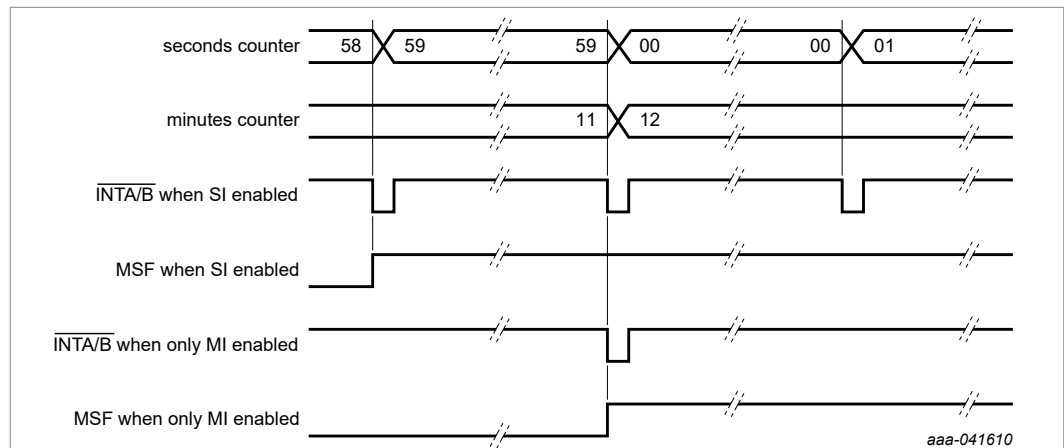 seconds counter 58 59 59 00 00 01
minutes counter 11 12
INTA/B when SI enabled
MSF when SI enabled
INTA/B when only MI enabled
MSF when only MI enabled
aaa-041610